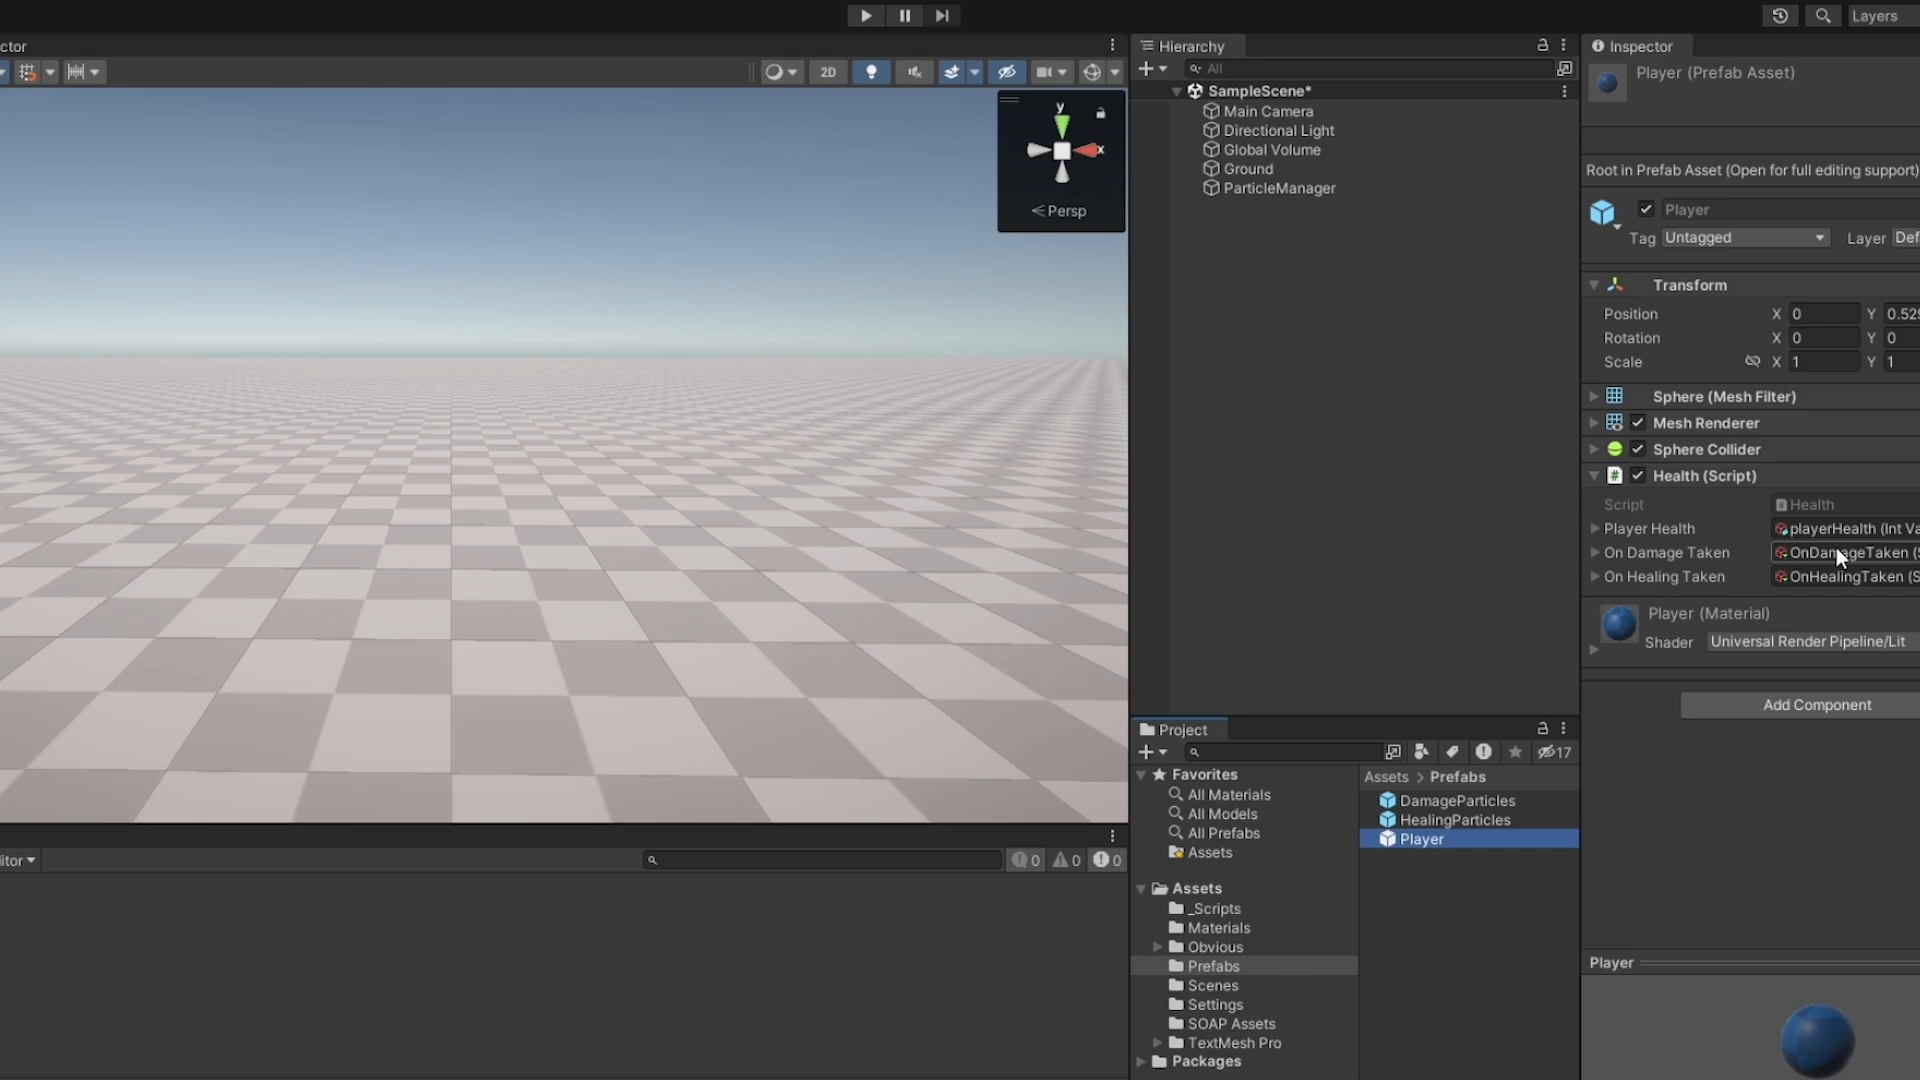 Layers
ctor
2D
y
x
Persp
Hierarchy
All
SampleScene*
Main Camera
Directional Light
Global Volume
Ground
ParticleManager
Inspector
Player (Prefab Asset)
Root in Prefab Asset (Open for full editing support)
Player
Tag Untagged Layer Def
Transform
Position X 0 Y 0.529
Rotation X 0 Y 0
Scale X 1 Y 1
Sphere (Mesh Filter)
Mesh Renderer
Sphere Collider
# Health (Script)
Script Health
Player Health playerHealth (Int Va
On Damage Taken OnDamageTaken (S
On Healing Taken OnHealingTaken (S
Player (Material)
Shader Universal Render Pipeline/Lit
Add Component
Project
17
Favorites
All Materials
All Models
All Prefabs
Assets
Assets
_Scripts
Materials
Obvious
Prefabs
Scenes
Settings
SOAP Assets
TextMesh Pro
Packages
Assets > Prefabs
DamageParticles
HealingParticles
Player
itor
0 0 0
Player